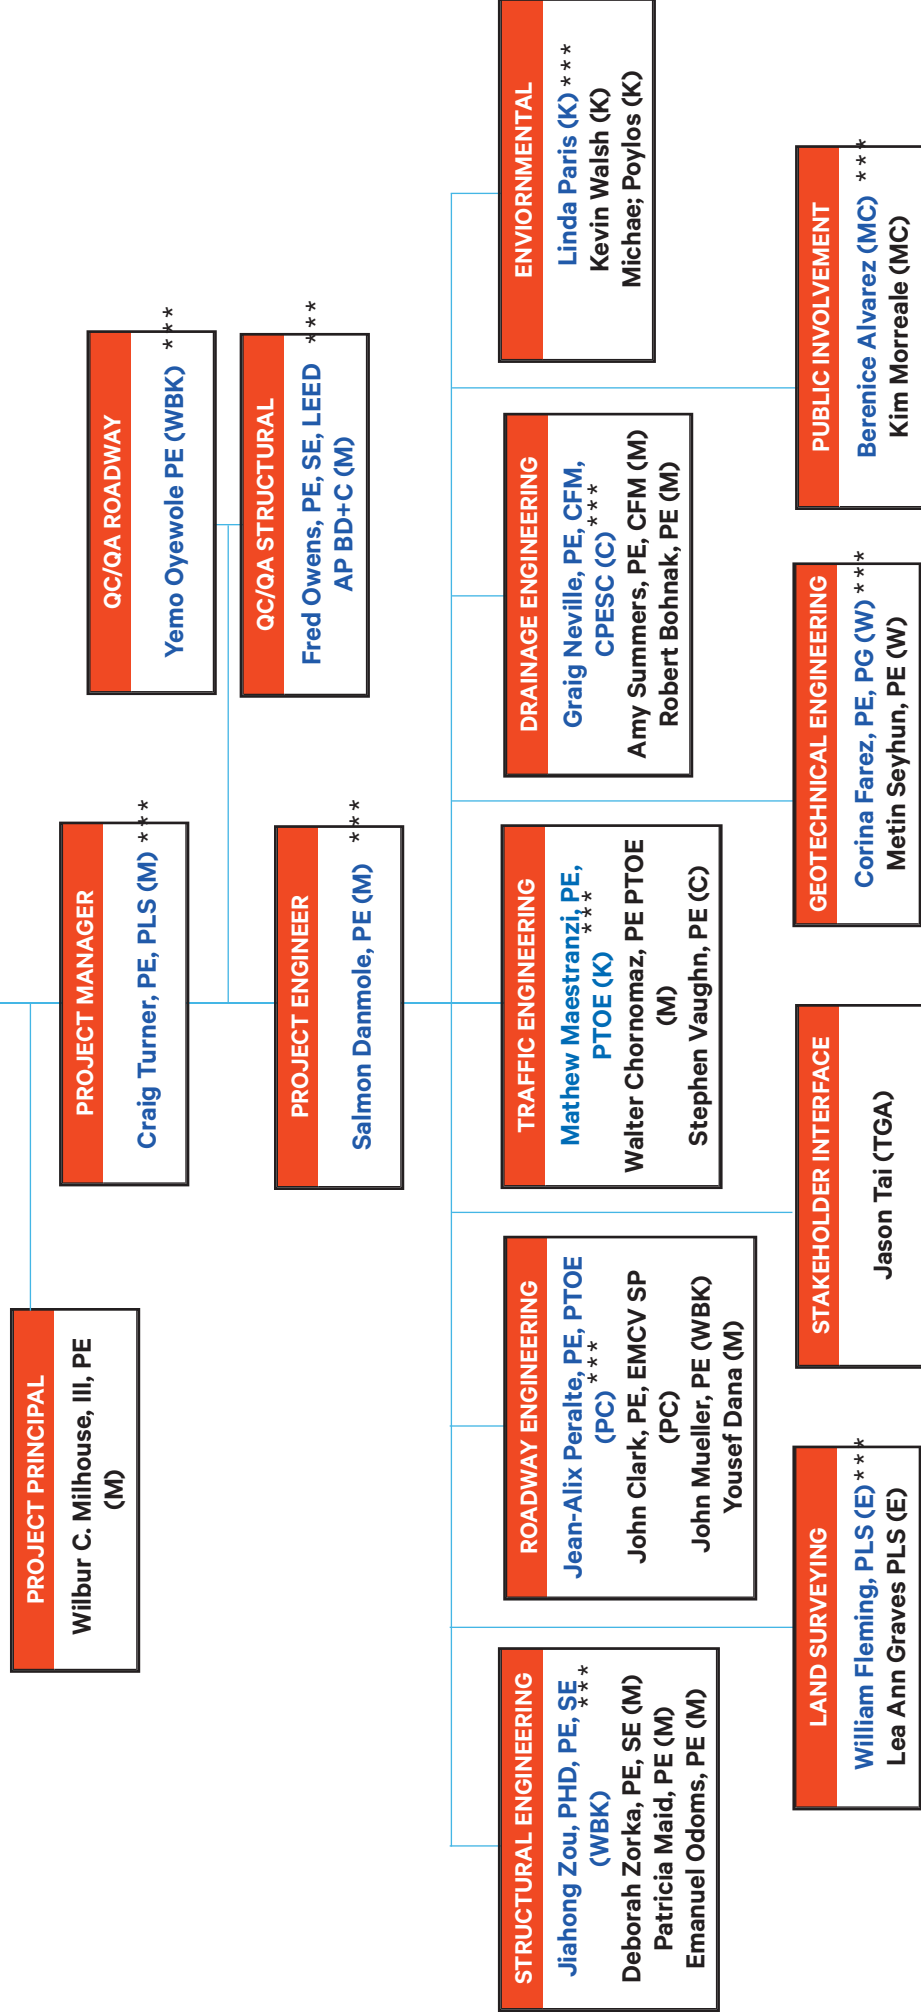 PROJECT PRINCIPAL
Wilbur C. Milhouse, III, PE
(M)
PROJECT MANAGER
Craig Turner, PE, PLS (M) ***
QC/QA ROADWAY
Yemo Oyewole PE (WBK) ***
QC/QA STRUCTURAL
Fred Owens, PE, SE, LEED ***
AP BD+C (M)
PROJECT ENGINEER
Salmon Danmole, PE (M) ***
STRUCTURAL ENGINEERING
Jiahong Zou, PHD, PE, SE,
***
(WBK)
Deborah Zorka, PE, SE (M)
Patricia Maid, PE (M)
Emanuel Odoms, PE (M)
ROADWAY ENGINEERING
Jean-Alix Peralte, PE, PTOE
(PC) ***
John Clark, PE, EMCV SP
(PC)
John Mueller, PE (WBK)
Yousef Dana (M)
TRAFFIC ENGINEERING
Mathew Maestranzi, PE,
***
PTOE (K)
Walter Chornomaz, PE PTOE
(M)
Stephen Vaughn, PE (C)
DRAINAGE ENGINEERING
Graig Neville, PE, CFM,
***
CPESC (C)
Amy Summers, PE, CFM (M)
Robert Bohnak, PE (M)
ENVIORNMENTAL
Linda Paris (K) ***
Kevin Walsh (K)
Michae; Poylos (K)
LAND SURVEYING
William Fleming, PLS (E) ***
Lea Ann Graves PLS (E)
STAKEHOLDER INTERFACE
Jason Tai (TGA)
GEOTECHNICAL ENGINEERING
Corina Farez, PE, PG (W) ***
Metin Seyhun, PE (W)
PUBLIC INVOLVEMENT
Berenice Alvarez (MC) ***
Kim Morreale (MC)